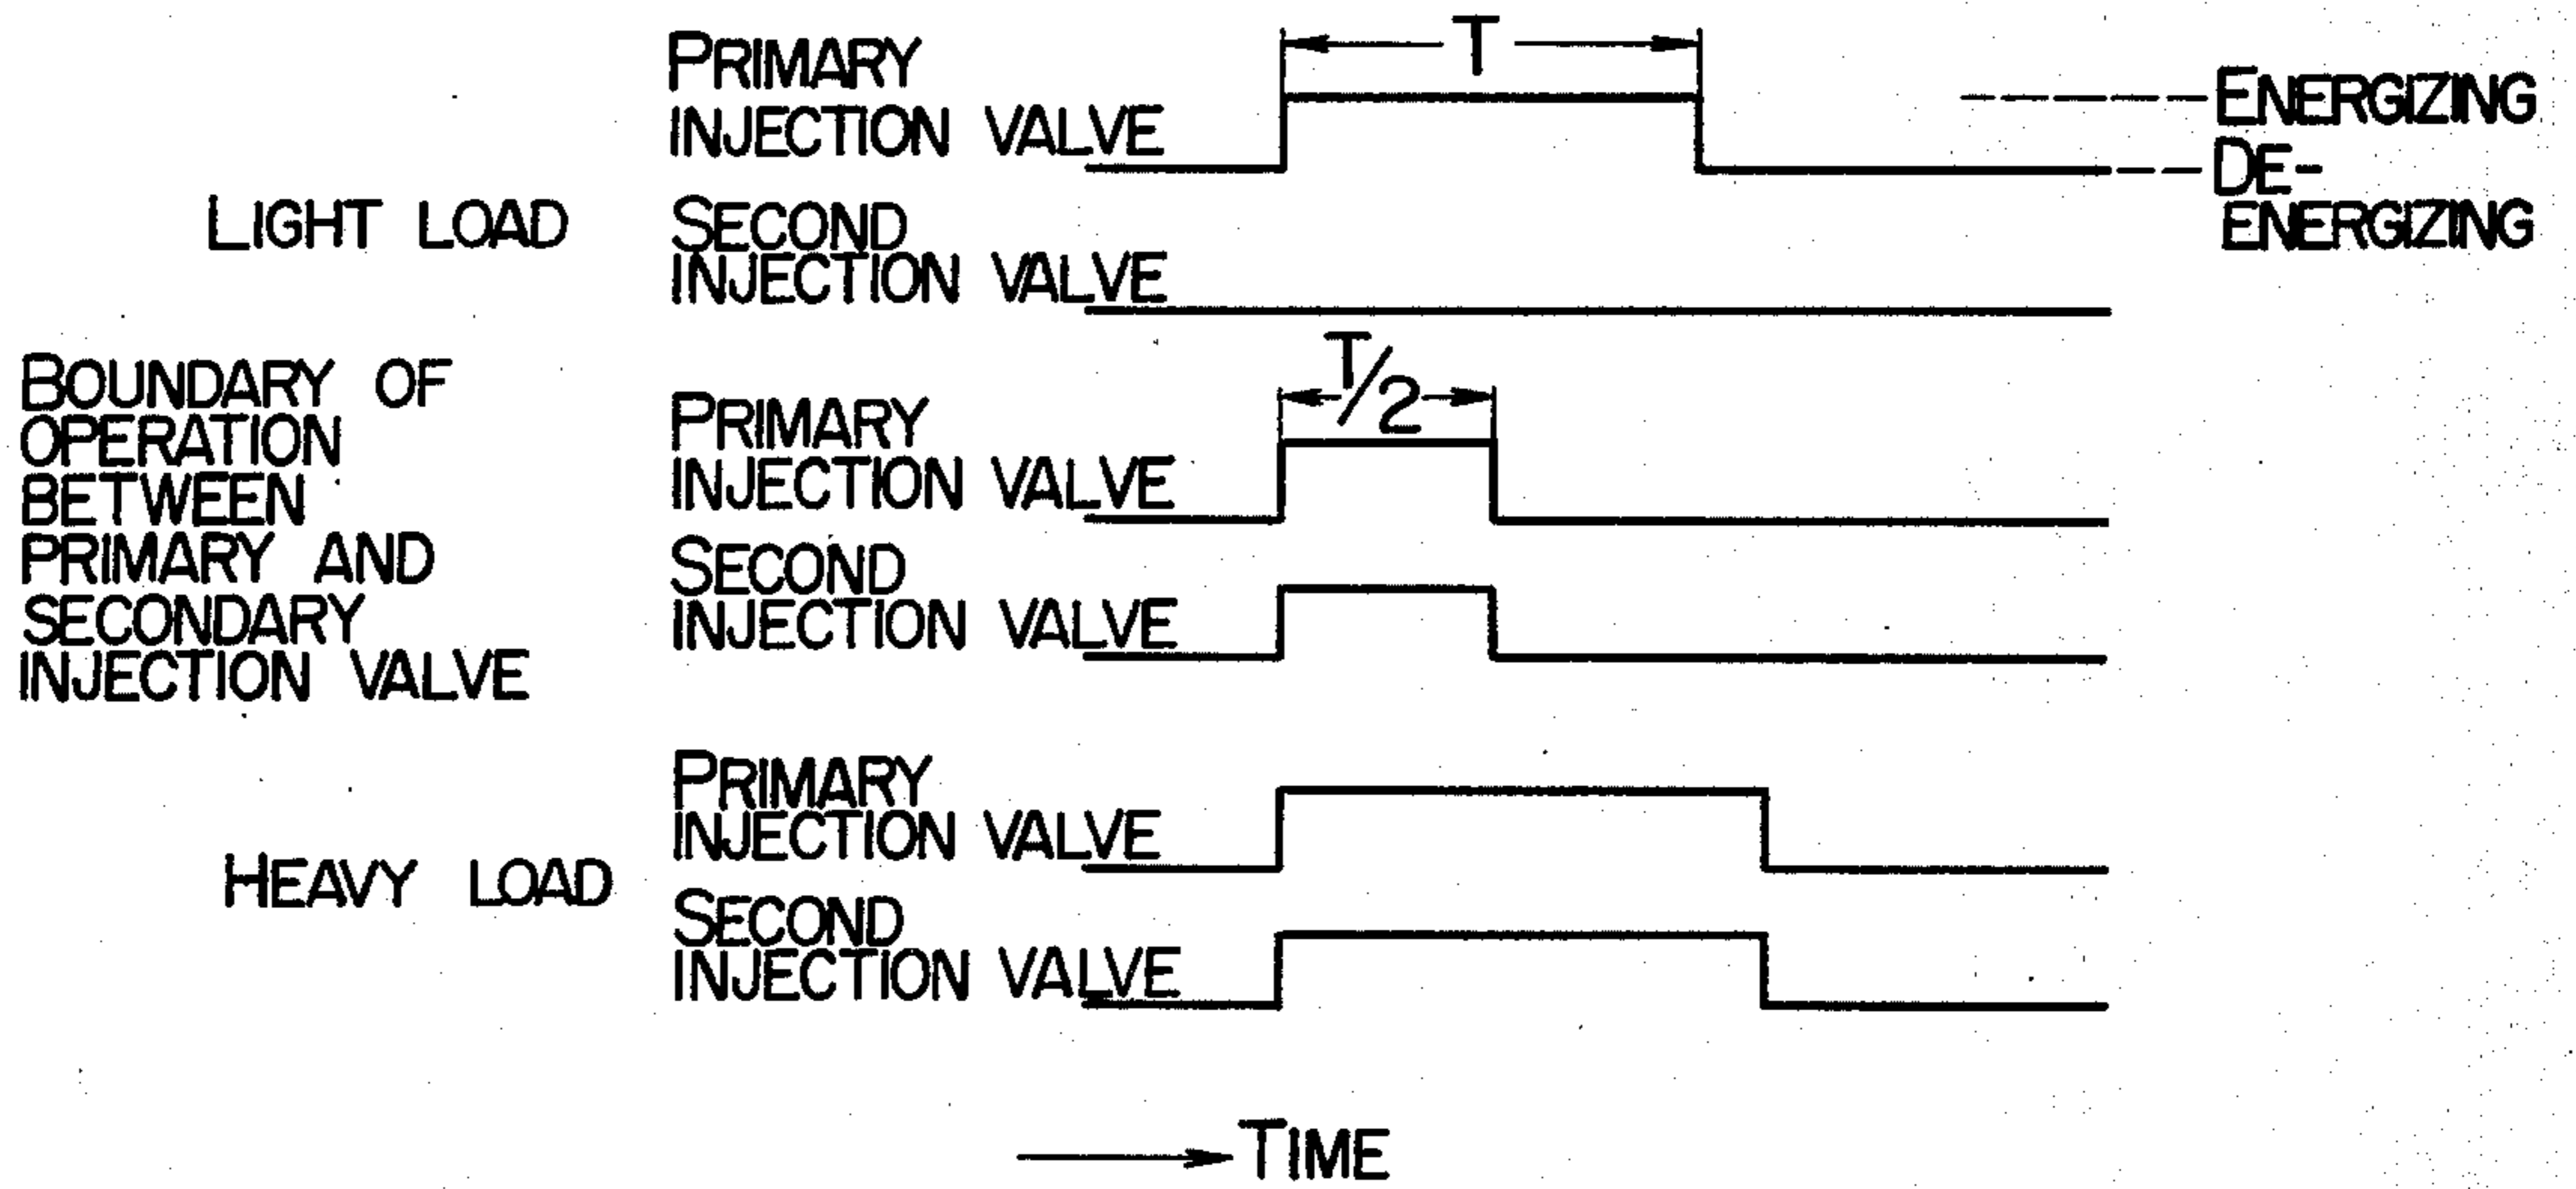 T
PRIMARY
INJECTION VALVE
ENERGIZING
DE-
ENERGIZING
LIGHT LOAD
SECOND
INJECTION VALVE
T/2
BOUNDARY OF
OPERATION
BETWEEN
PRIMARY AND
SECONDARY
INJECTION VALVE
PRIMARY
INJECTION VALVE
SECOND
INJECTION VALVE
PRIMARY
INJECTION VALVE
HEAVY LOAD
SECOND
INJECTION VALVE
TIME